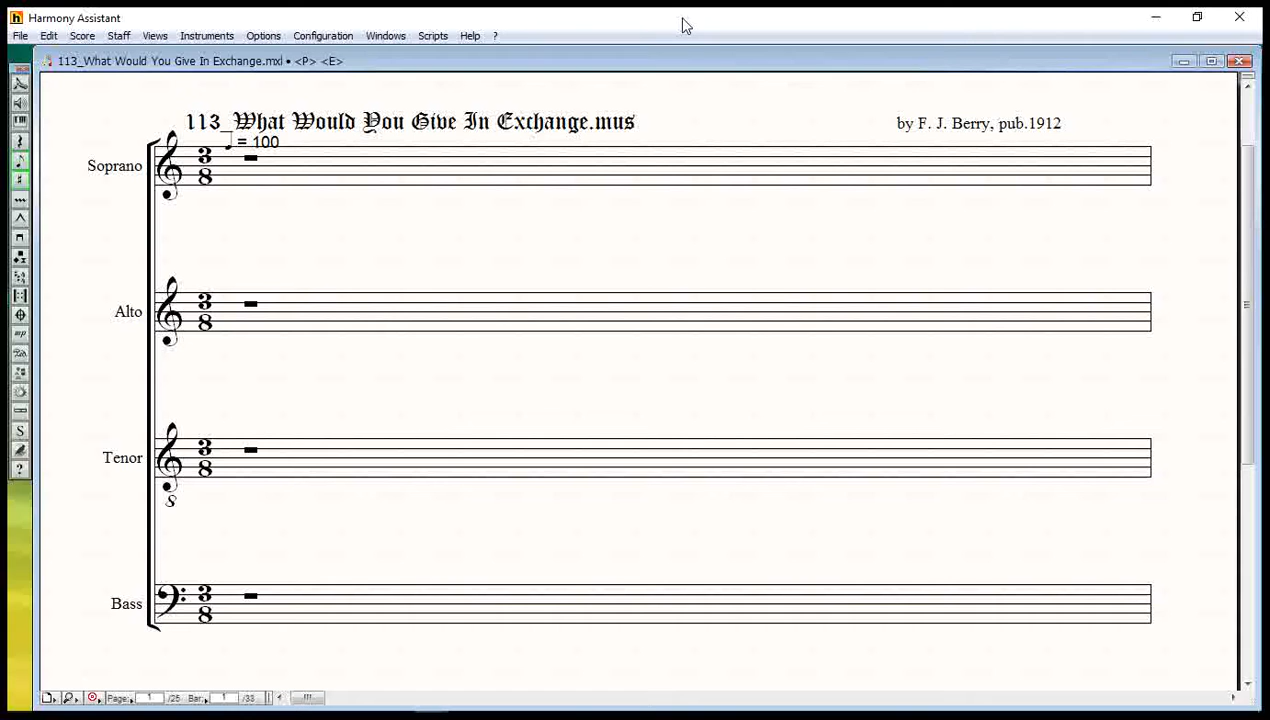 Harmony Assistant
File Edit Score Staff Views Instruments Options Configuration Windows Scripts Help ?
113_What Would You Give In Exchange.mxl • <P> <E>
113_What Would You Give In Exchange.mus
by F. J. Berry, pub.1912
= 100
Soprano
3
8
Alto
3
8
Tenor
3
8
8
Bass
3
8
Page: 1 /25 Bar: 1 /33